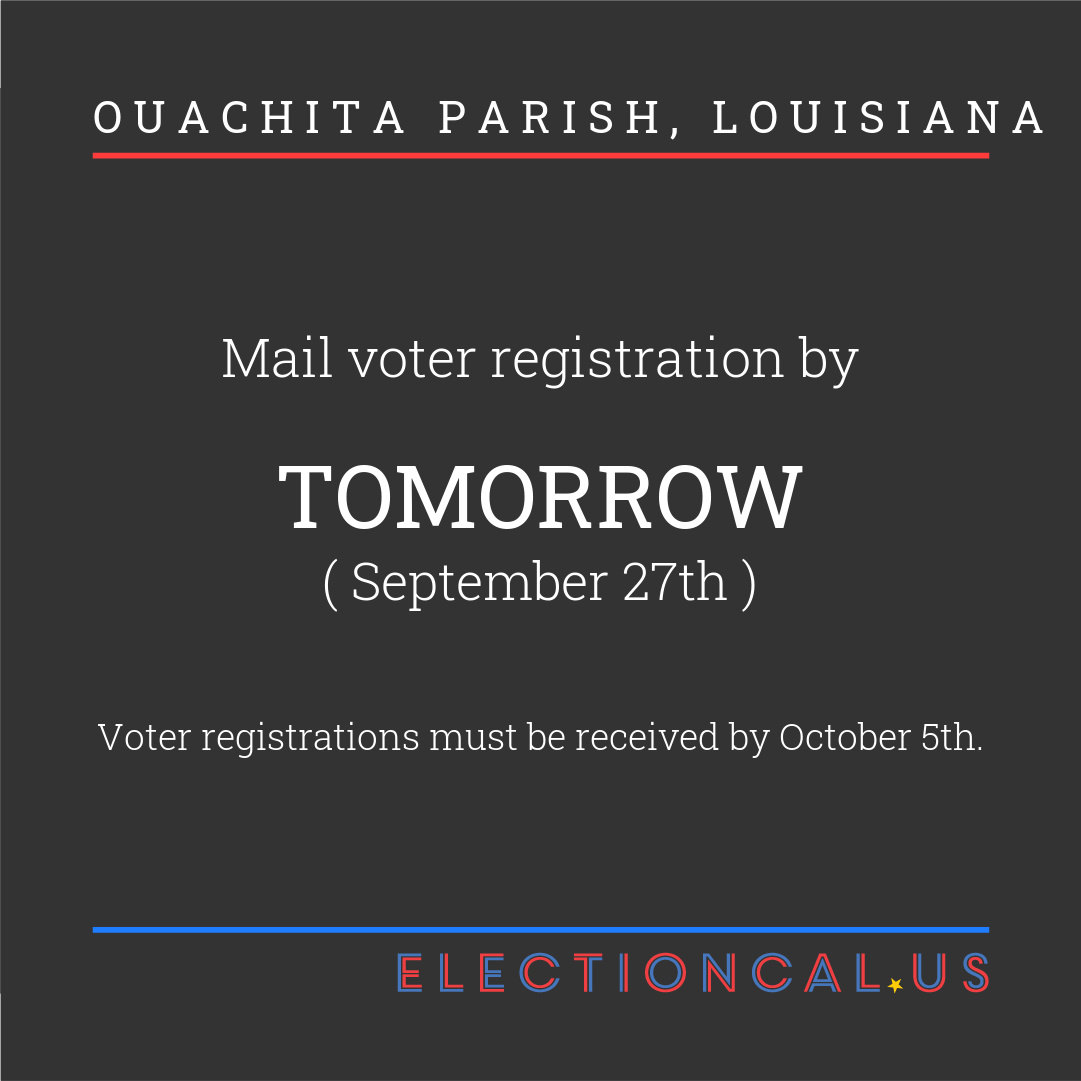 OUACHITA PARISH, LOUISIANA
Mail voter registration by
TOMORROW
( September 27th )
Voter registrations must be received by October 5th.
ELECTIONCAL.US